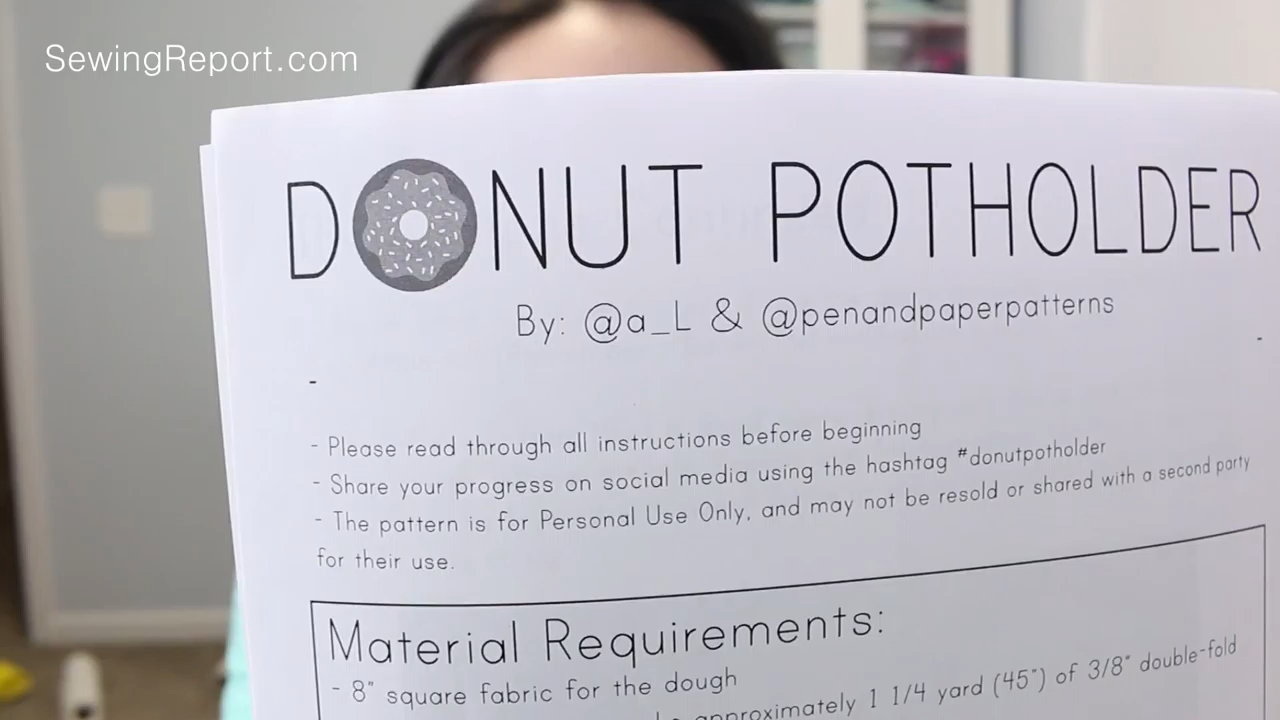 SewingReport.com
DONUT POTHOLDER
By: @a_L & @penandpaperpatterns
- Please read through all instructions before beginning
- Share your progress on social media using the hashtag #donutpotholder
- The pattern is for Personal Use Only, and may not be resold or shared with a second party
for their use.
Material Requirements:
- 8" square fabric for the dough
approximately 1 1/4 yard (45") of 3/8" double-fold